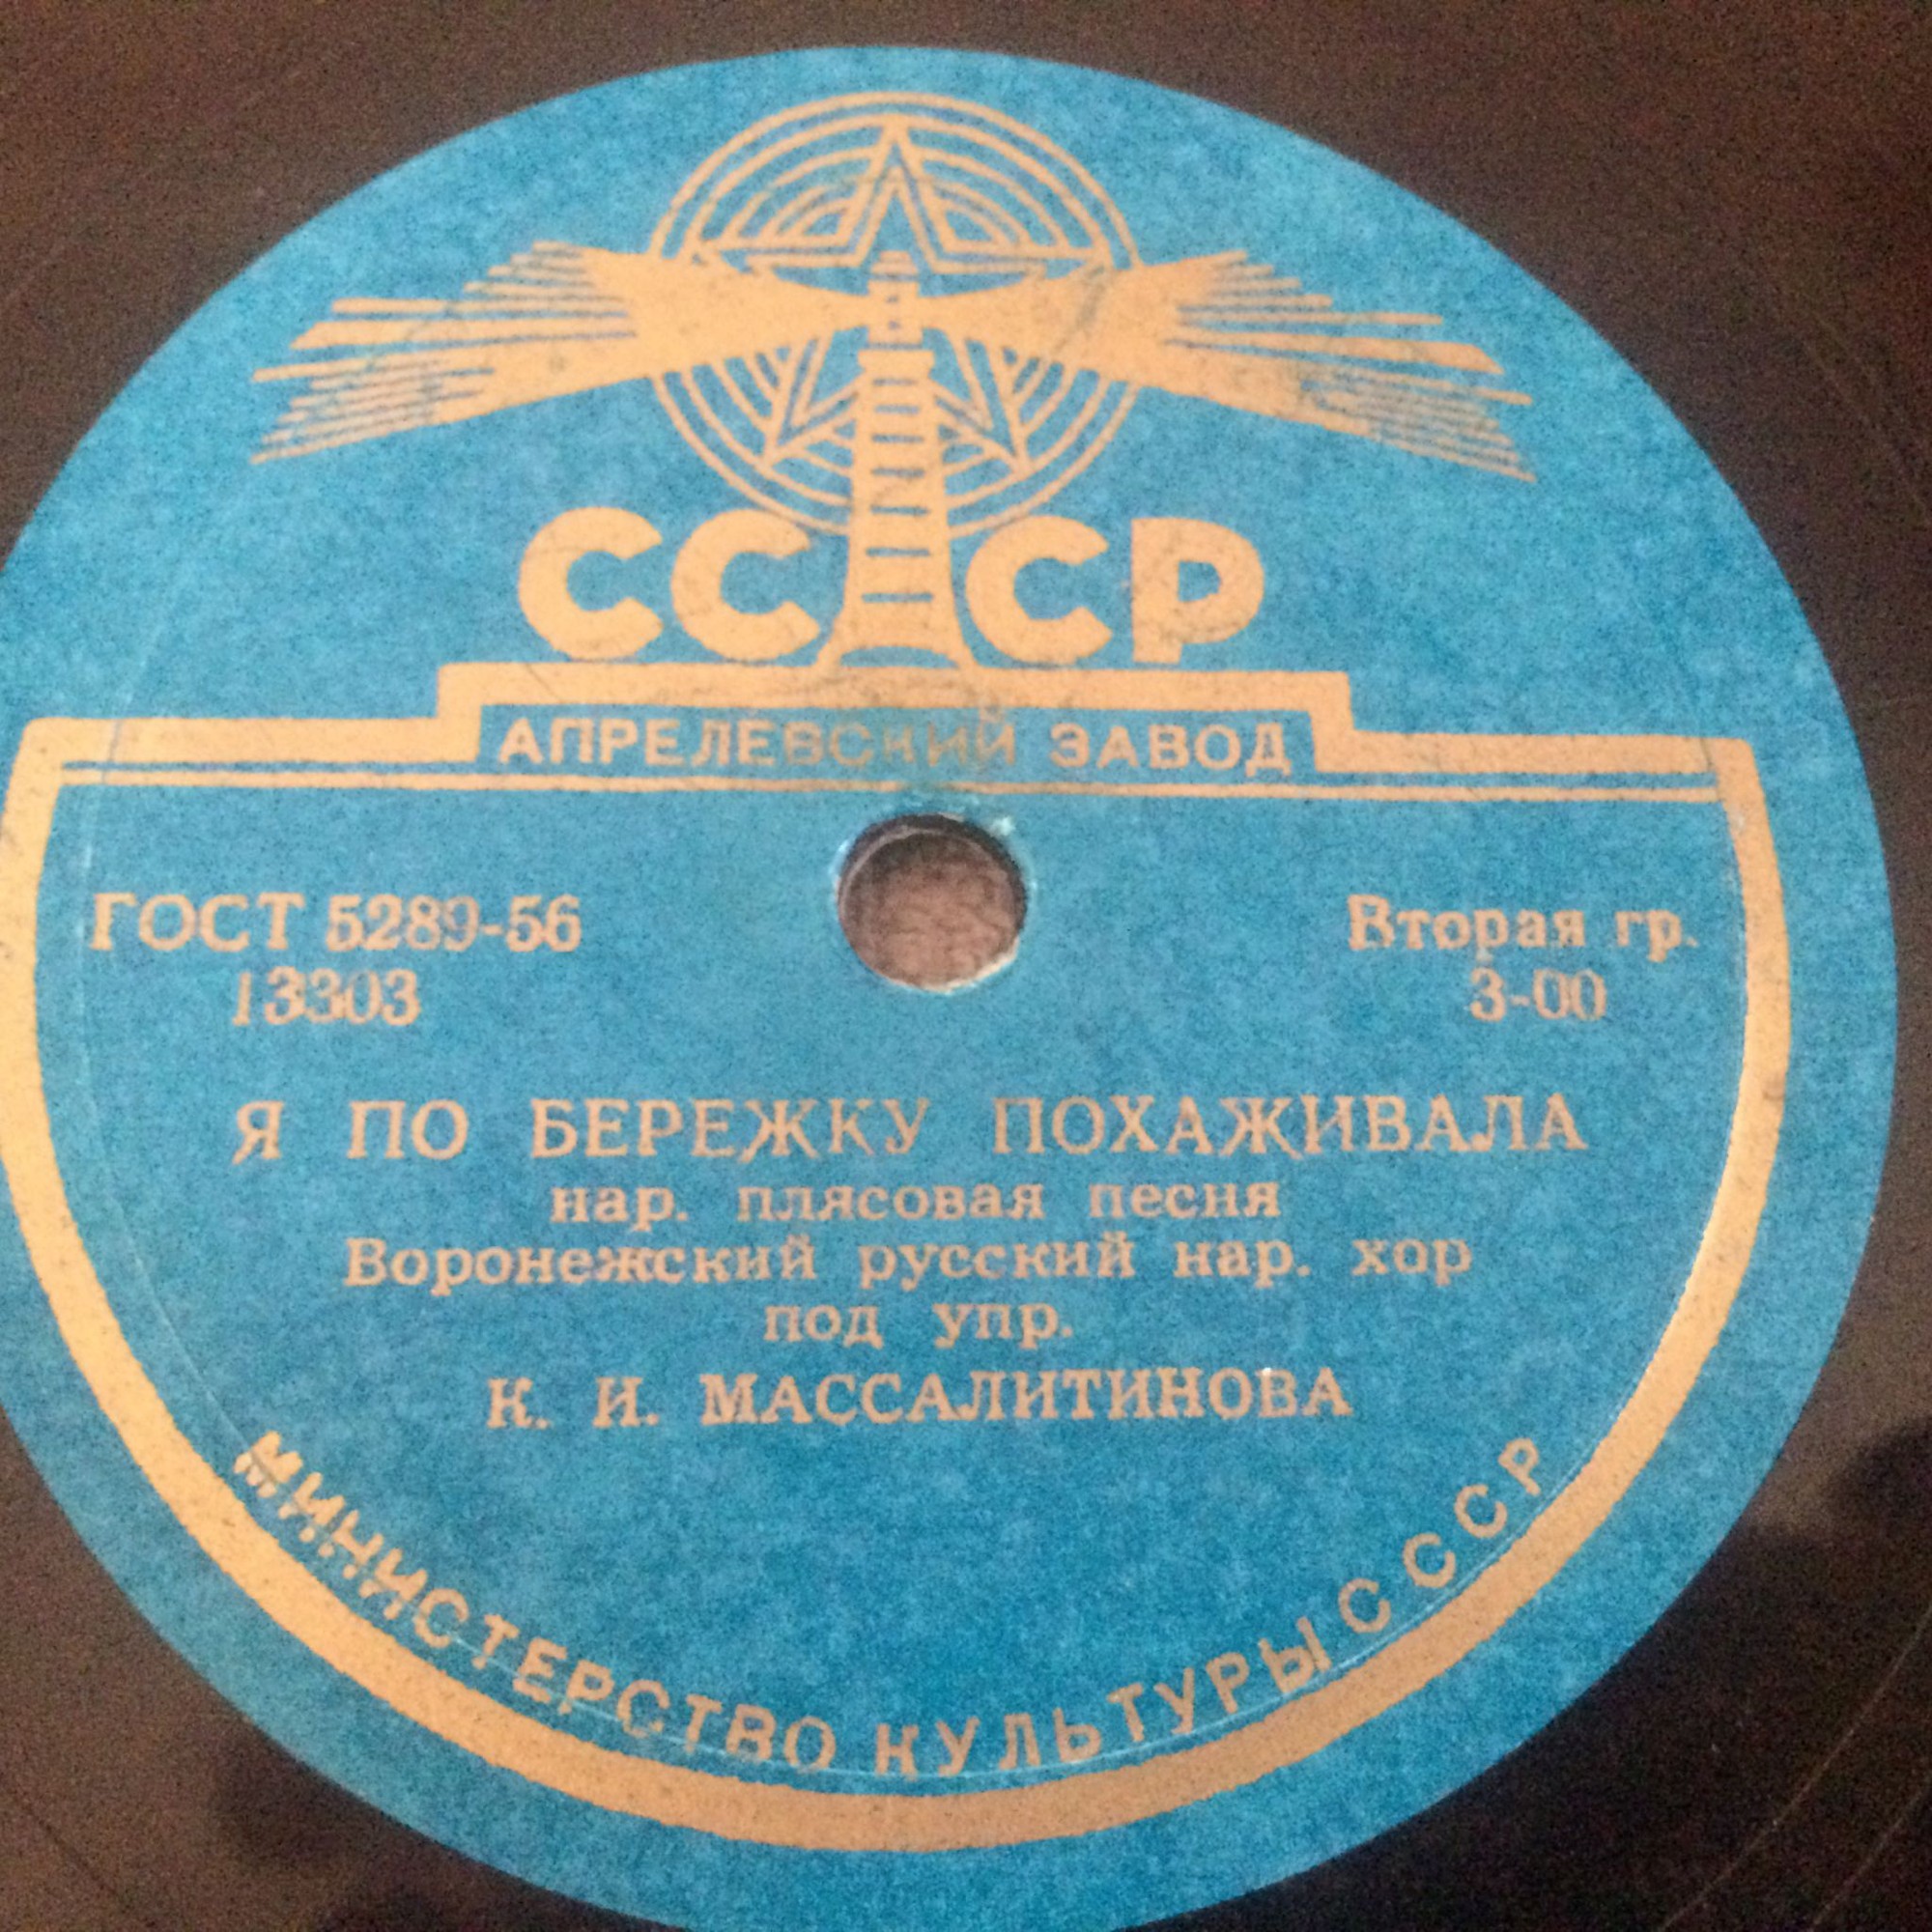 СССР
АПРЕЛЕВСКИЙ ЗАВОД
ГОСТ 5289-56
13303
Вторая гр.
3-00
Я ПО БЕРЕЖКУ ПОХАЖИВАЛА
нар. плясовая песня
Воронежский русский нар. хор
под упр.
К. И. МАССАЛИТИНОВА
МИНИСТЕРСТВО КУЛЬТУРЫ СССР